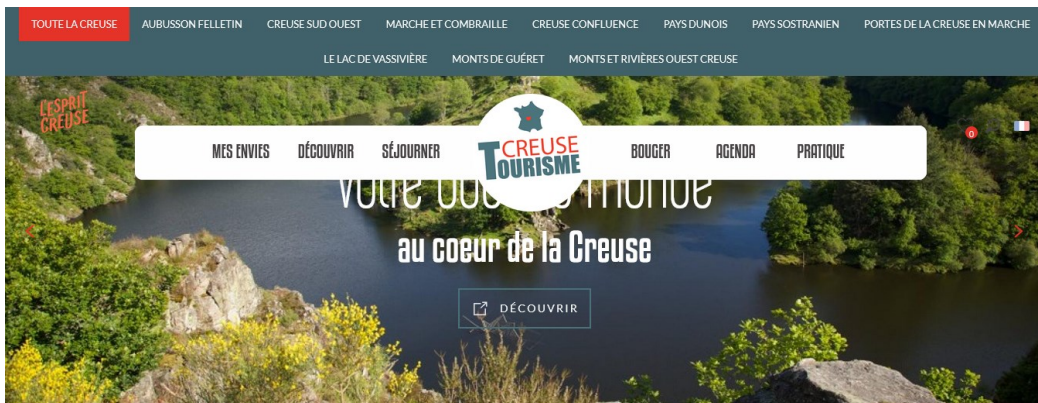 TOUTE LA CREUSE AUBUSSON FELLETIN CREUSE SUD OUEST MARCHE ET COMBRAILLE CREUSE CONFLUENCE PAYS DUNOIS PAYS SOSTRANIEN PORTES DE LA CREUSE EN MARCHE
LE LAC DE VASSIVIÈRE MONTS DE GUÉRET MONTS ET RIVIÈRES OUEST CREUSE
L'ESPRIT
CREUSE
0
MES ENVIES DÉCOUVRIR SÉJOURNER
CREUSE
TOURISME
BOUGER AGENDA PRATIQUE
monde
au coeur de la Creuse
DÉCOUVRIR